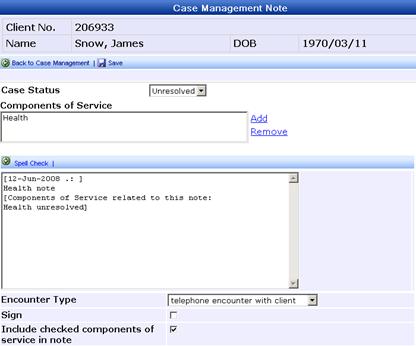 Case Management Note
Client No. 206933
Name Snow, James DOB 1970/03/11
Back to Case Management | Save
Case Status Unresolved
Components of Service
Health
Add
Remove
Spell Check |
[12-Jun-2008 .: ]
Health note
[Components of Service related to this note:
Health unresolved]
Encounter Type telephone encounter with client
Sign
Include checked components of
service in note